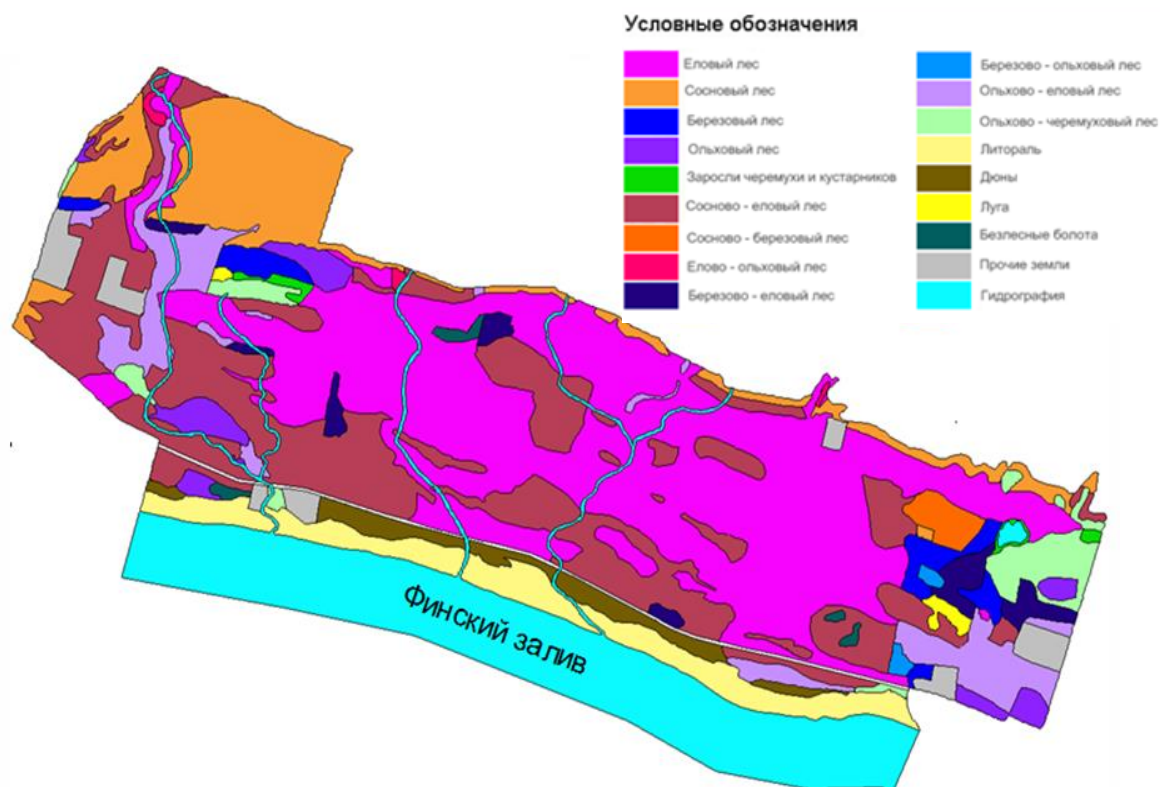 Условные обозначения
Еловый лес
Сосновый лес
Березовый лес
Ольховый лес
Заросли черемухи и кустарников
Сосново - еловый лес
Сосново - березовый лес
Елово - ольховый лес
Березово - еловый лес
Березово - ольховый лес
Ольхово - еловый лес
Ольхово - черемуховый лес
Литораль
Дюны
Луга
Безлесные болота
Прочие земли
Гидрография
Финский залив